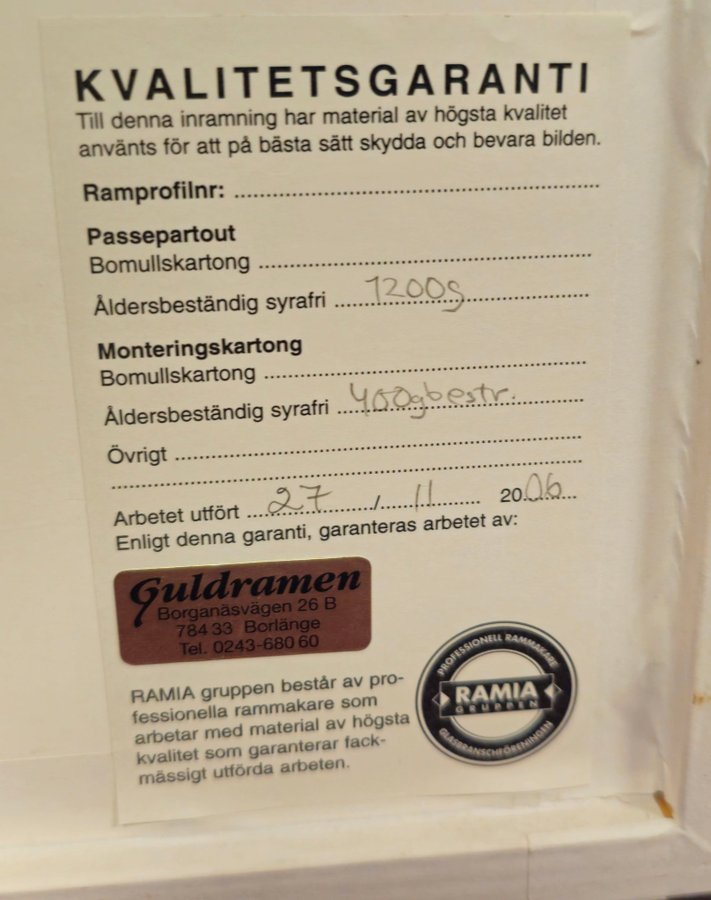 KVALITETSGARANTI
Till denna inramning har material av högsta kvalitet
använts för att på bästa sätt skydda och bevara bilden.
Ramprofilnr:
Passepartout
Bomullskartong
Åldersbeständig syrafri 1200g
Monteringskartong
Bomullskartong
Åldersbeständig syrafri 400gbestr.
Övrigt
Arbetet utfört 27 / 11 2006
Enligt denna garanti, garanteras arbetet av:
Guldramen
Borganäsvägen 26 B
784 33 Borlänge
Tel. 0243-680 60
RAMIA gruppen består av pro-
fessionella rammakare som
arbetar med material av högsta
kvalitet som garanterar fack-
mässigt utförda arbeten.
PROFESSIONELL RAMMAKARE
RAMIA
GRUPPEN
GLASBRANSCHFÖRENINGEN